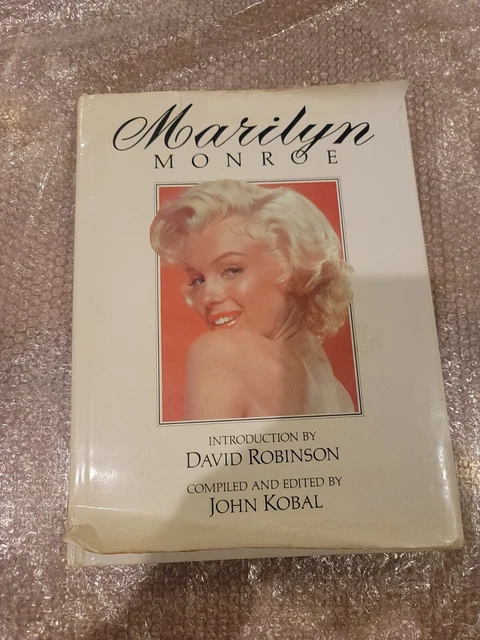 Marilyn
MONROE
INTRODUCTION BY
DAVID ROBINSON
COMPILED AND EDITED BY
JOHN KOBAL